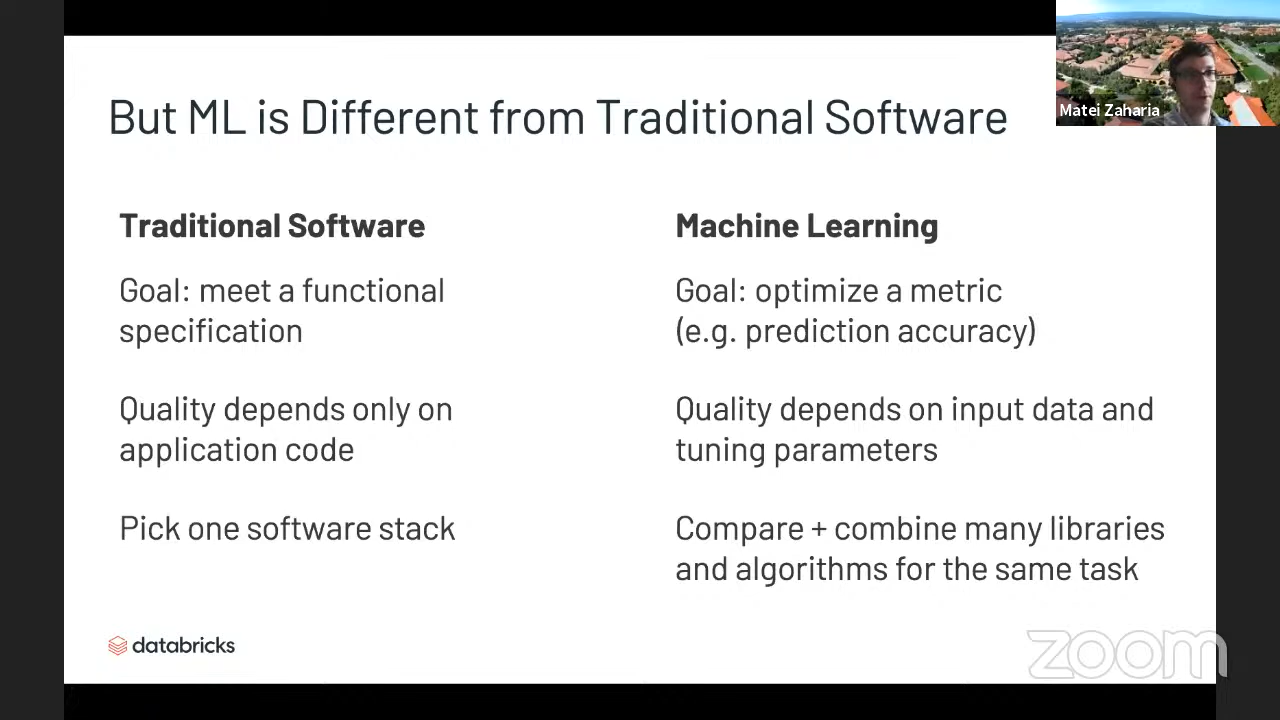 But ML is Different from Traditional Software
Matei Zaharia
Traditional Software
Goal: meet a functional
specification
Quality depends only on
application code
Pick one software stack
Machine Learning
Goal: optimize a metric
(e.g. prediction accuracy)
Quality depends on input data and
tuning parameters
Compare + combine many libraries
and algorithms for the same task
databricks
zoom